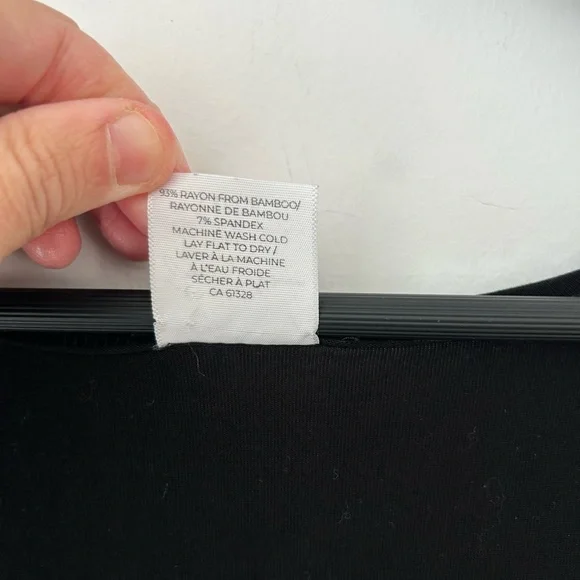 93% RAYON FROM BAMBOO/
RAYONNE DE BAMBOU
7% SPANDEX
MACHINE WASH COLD
LAY FLAT TO DRY /
LAVER À LA MACHINE
À L'EAU FROIDE
SÉCHER À PLAT
CA 61328